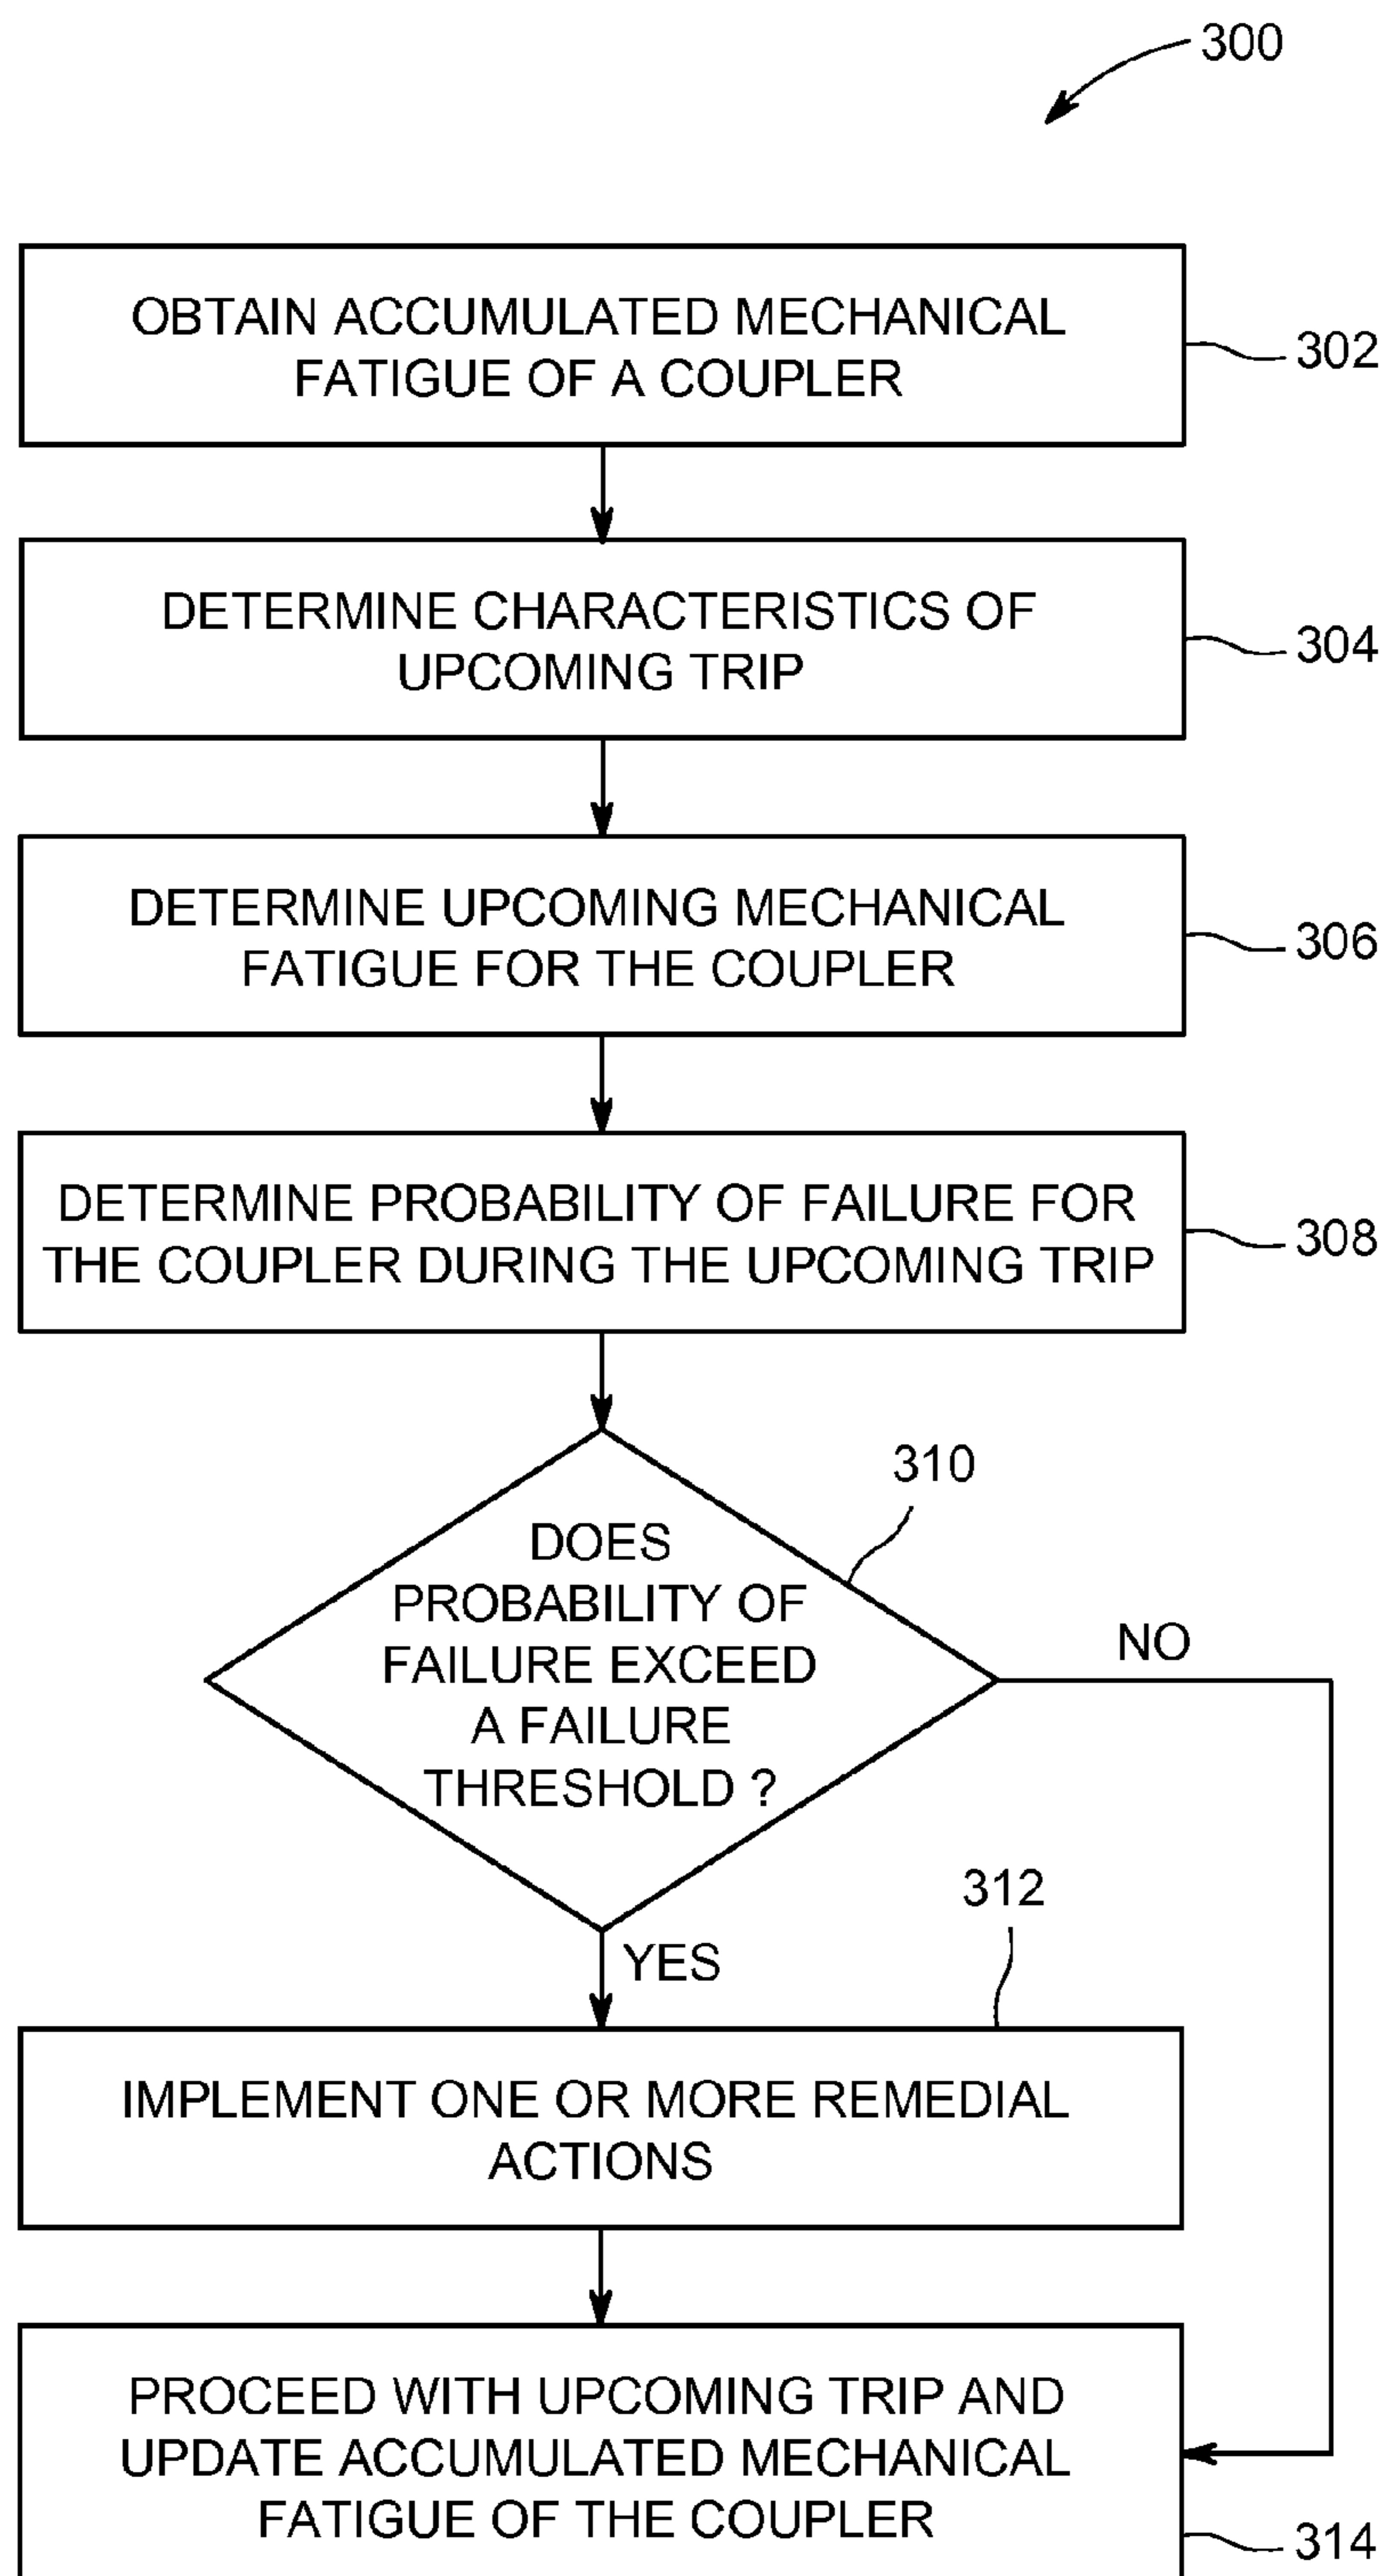 300
OBTAIN ACCUMULATED MECHANICAL
FATIGUE OF A COUPLER
302
DETERMINE CHARACTERISTICS OF
UPCOMING TRIP
304
DETERMINE UPCOMING MECHANICAL
FATIGUE FOR THE COUPLER
306
DETERMINE PROBABILITY OF FAILURE FOR
THE COUPLER DURING THE UPCOMING TRIP
308
310
DOES
PROBABILITY OF
FAILURE EXCEED
A FAILURE
THRESHOLD ?
NO
YES
312
IMPLEMENT ONE OR MORE REMEDIAL
ACTIONS
PROCEED WITH UPCOMING TRIP AND
UPDATE ACCUMULATED MECHANICAL
FATIGUE OF THE COUPLER
314